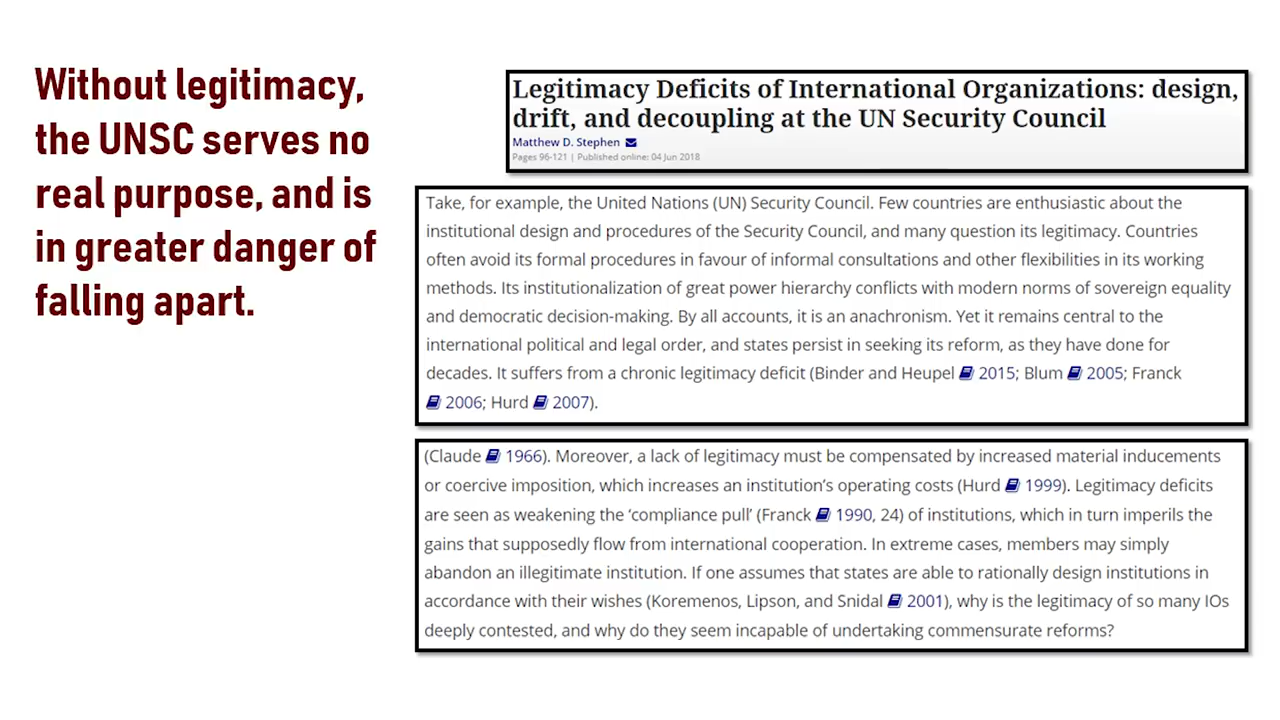 Without legitimacy,
the UNSC serves no
real purpose, and is
in greater danger of
falling apart.
Legitimacy Deficits of International Organizations: design,
drift, and decoupling at the UN Security Council
Matthew D. Stephen
Pages 96-121 | Published online: 04 Jun 2018
Take, for example, the United Nations (UN) Security Council. Few countries are enthusiastic about the
institutional design and procedures of the Security Council, and many question its legitimacy. Countries
often avoid its formal procedures in favour of informal consultations and other flexibilities in its working
methods. Its institutionalization of great power hierarchy conflicts with modern norms of sovereign equality
and democratic decision-making. By all accounts, it is an anachronism. Yet it remains central to the
international political and legal order, and states persist in seeking its reform, as they have done for
decades. It suffers from a chronic legitimacy deficit (Binder and Heupel 2015; Blum 2005; Franck
2006; Hurd 2007).
(Claude 1966). Moreover, a lack of legitimacy must be compensated by increased material inducements
or coercive imposition, which increases an institution's operating costs (Hurd 1999). Legitimacy deficits
are seen as weakening the 'compliance pull' (Franck 1990, 24) of institutions, which in turn imperils the
gains that supposedly flow from international cooperation. In extreme cases, members may simply
abandon an illegitimate institution. If one assumes that states are able to rationally design institutions in
accordance with their wishes (Koremenos, Lipson, and Snidal 2001), why is the legitimacy of so many IOs
deeply contested, and why do they seem incapable of undertaking commensurate reforms?